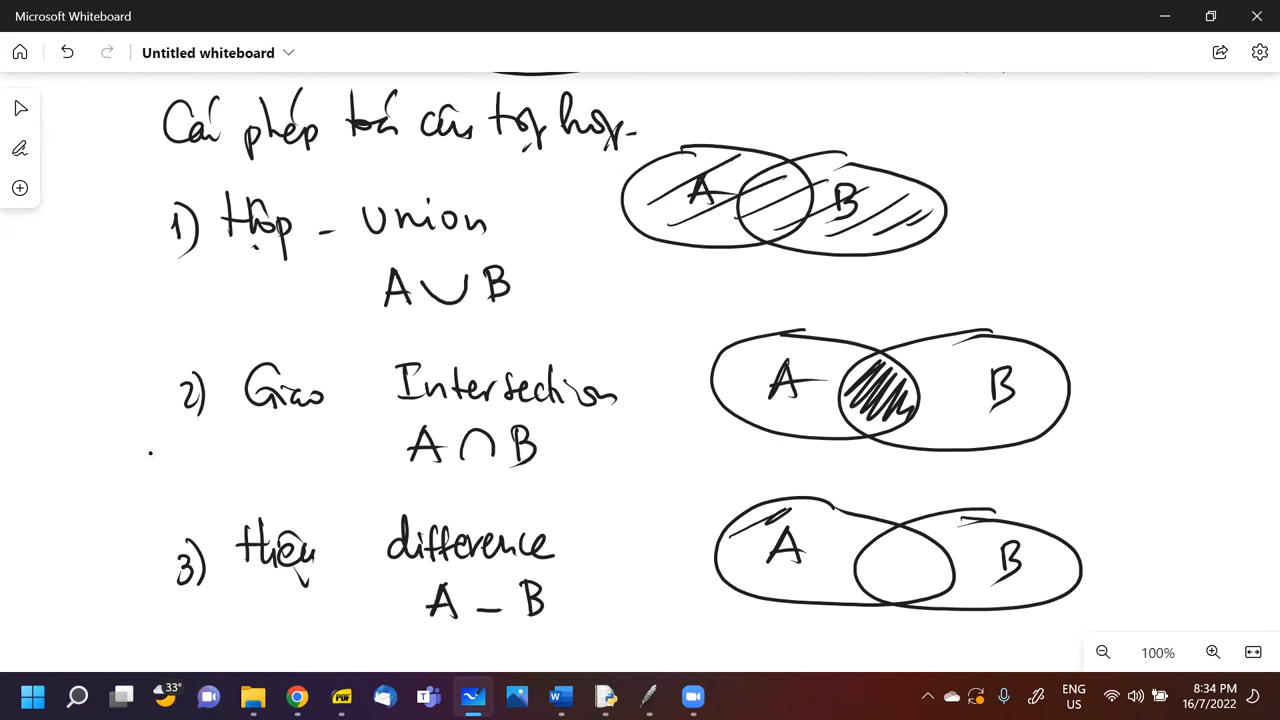 Microsoft Whiteboard
Untitled whiteboard
Các phép toán của tập hợp.
A B
1) Hợp - union
A ∪ B
2) Giao Intersection
A B
A ∩ B
3) Hiệu difference
A B
A - B
100%
33°
ENG
US
8:34 PM
16/7/2022